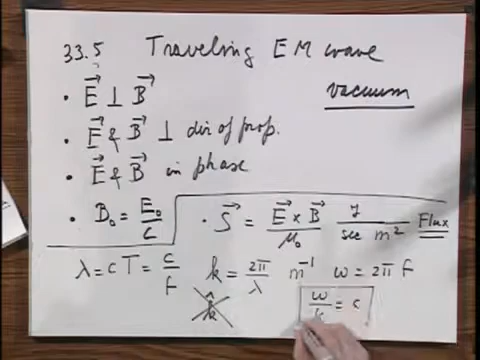 33.5 Traveling EM wave
vacuum
• E⃗ ⊥ B⃗
• E⃗ & B⃗ ⊥ dir of prop.
• E⃗ & B⃗ in phase
• B₀ = E₀/c
• S⃗ = (E⃗ × B⃗)/μ₀ J/(sec m²) Flux
λ = cT = c/f k = 2π/λ m⁻¹ ω = 2π f
k̂ ω/k = c